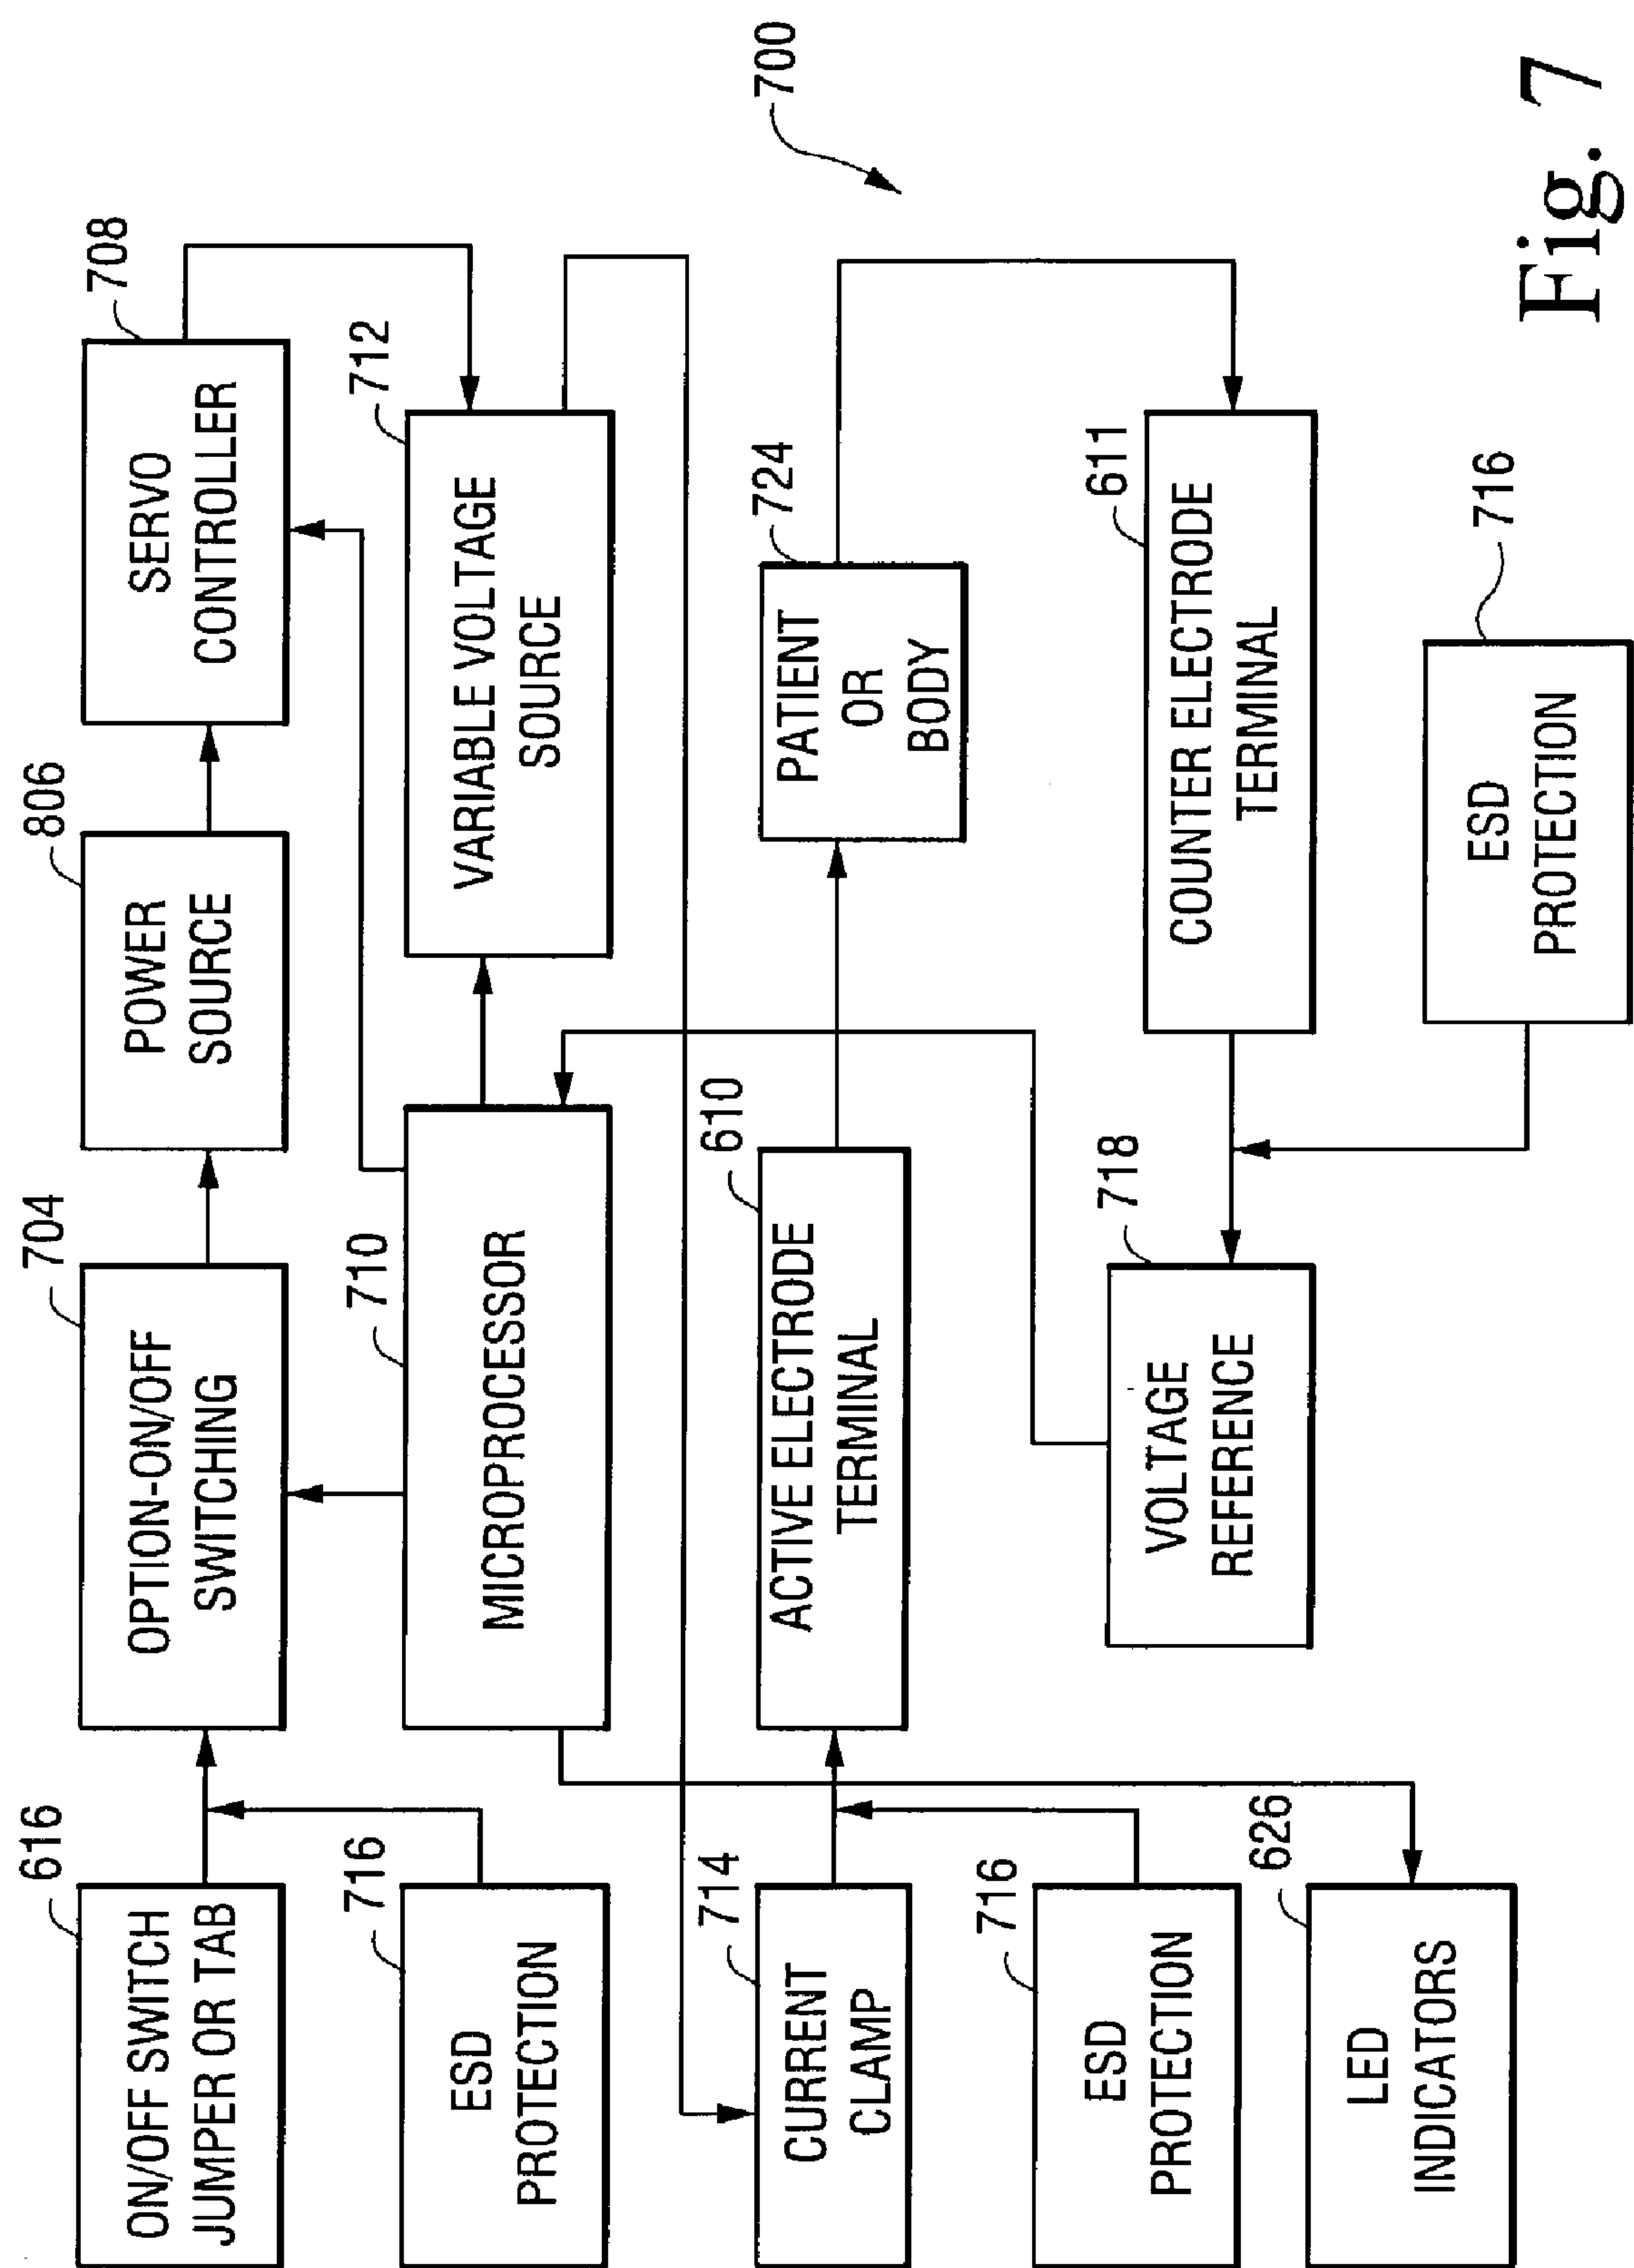 616
ON/OFF SWITCH
JUMPER OR TAB
704
OPTION-ON/OFF
SWITCHING
806
POWER
SOURCE
708
SERVO
CONTROLLER
716
ESD
PROTECTION
710
MICROPROCESSOR
712
VARIABLE VOLTAGE
SOURCE
714
CURRENT
CLAMP
610
ACTIVE ELECTRODE
TERMINAL
724
PATIENT
OR
BODY
700
716
ESD
PROTECTION
718
VOLTAGE
REFERENCE
611
COUNTER ELECTRODE
TERMINAL
626
LED
INDICATORS
716
ESD
PROTECTION
Fig. 7